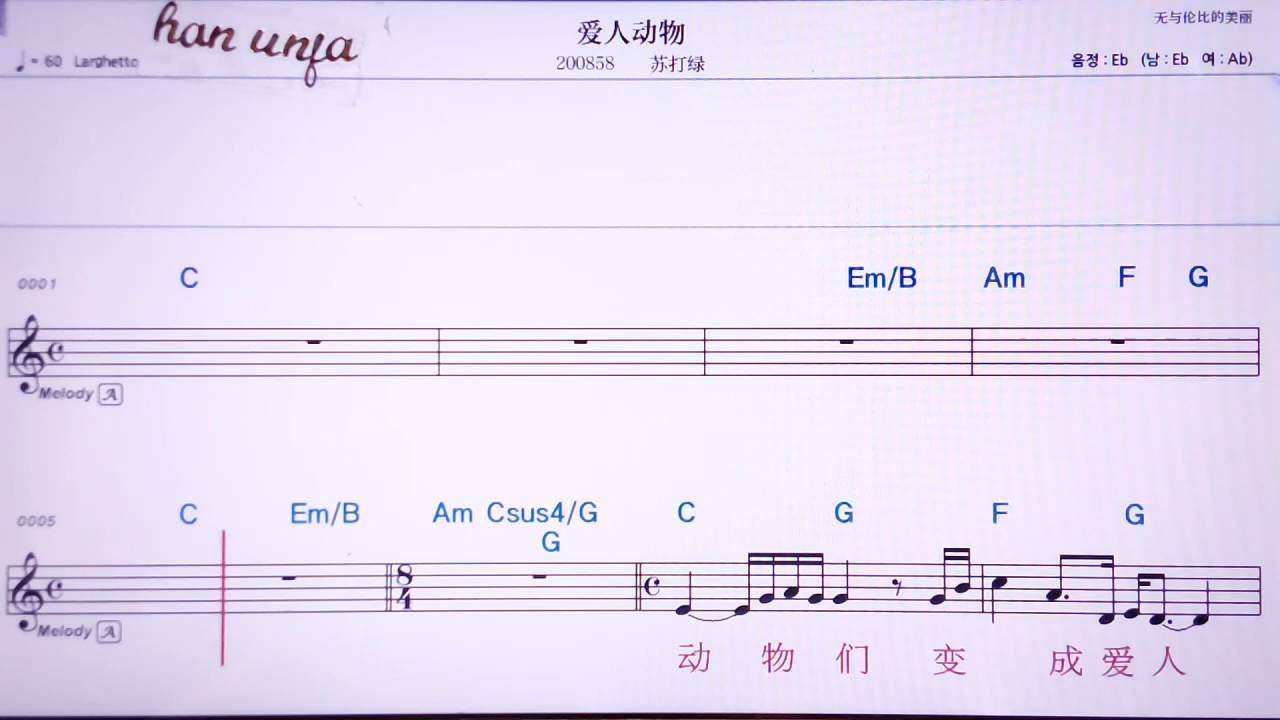 han unja
爱人动物
无与伦比的美丽
♩= 60 Larghetto
200858 苏打绿
음정 : Eb (남 : Eb 여 : Ab)
0001 C Em/B Am F G
Melody A
0005 C Em/B Am Csus4/G C G F G
G
8
4
Melody A
动 物 们 变 成 爱 人